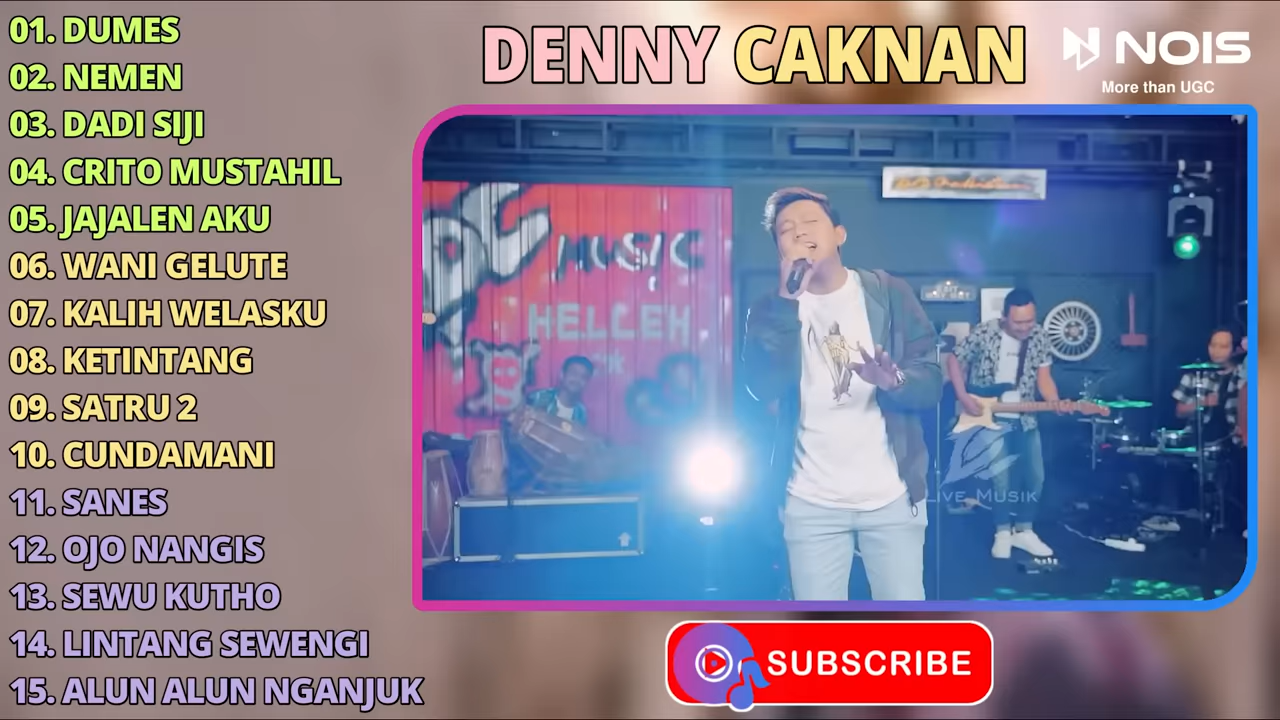 01. DUMES
02. NEMEN
03. DADI SIJI
04. CRITO MUSTAHIL
05. JAJALEN AKU
06. WANI GELUTE
07. KALIH WELASKU
08. KETINTANG
09. SATRU 2
10. CUNDAMANI
11. SANES
12. OJO NANGIS
13. SEWU KUTHO
14. LINTANG SEWENGI
15. ALUN ALUN NGANJUK
DENNY CAKNAN
NOIS
More than UGC
MUSIC
HELLEH
LIVE MUSIK
SUBSCRIBE